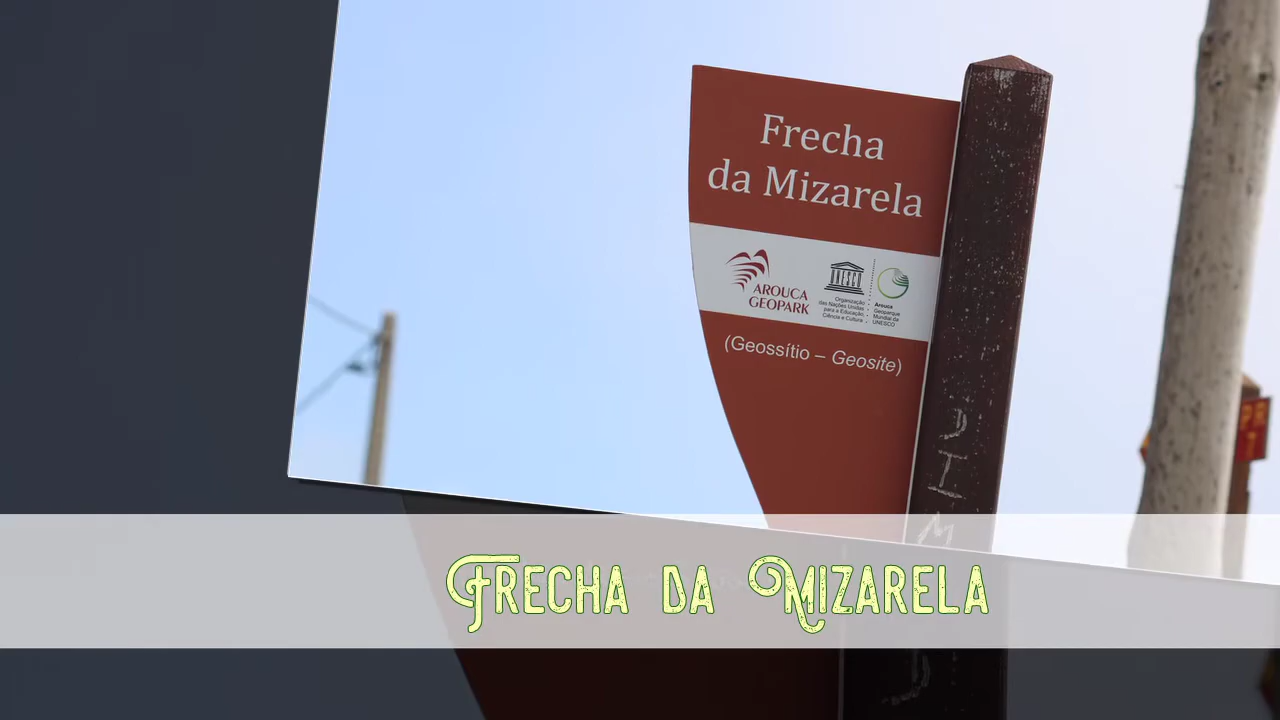 Frecha
da Mizarela
AROUCA
GEOPARK
UNESCO
Organização
das Nações Unidas
para a Educação,
Ciência e Cultura
Arouca
Geoparque
Mundial da
UNESCO
(Geossítio – Geosite)
FRECHA DA MIZARELA